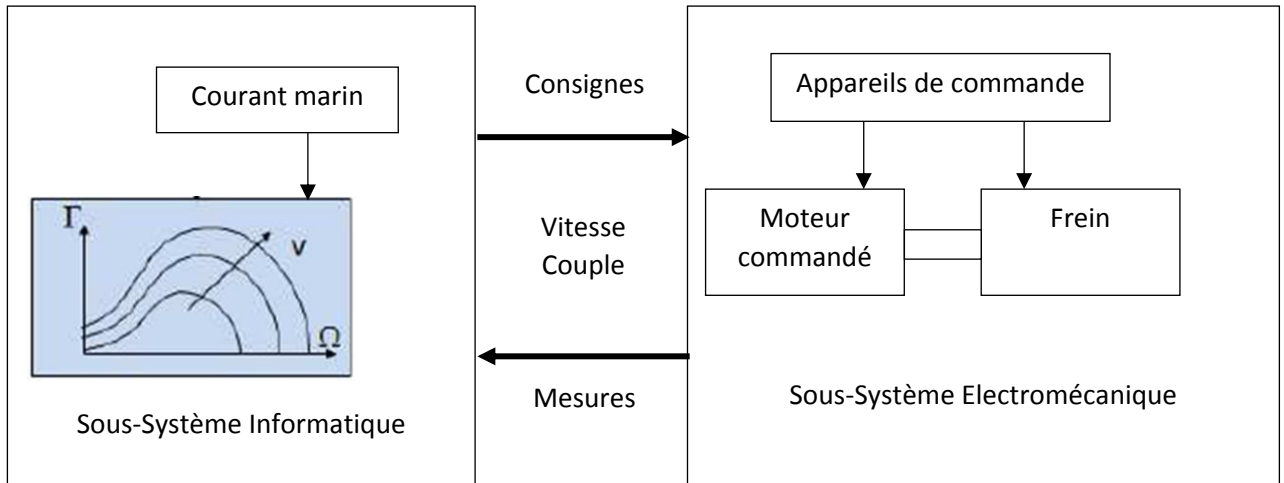 Courant marin
Γ
v
Ω
Sous-Système Informatique
Consignes
Vitesse
Couple
Mesures
Appareils de commande
Moteur
commandé
Frein
Sous-Système Electromécanique